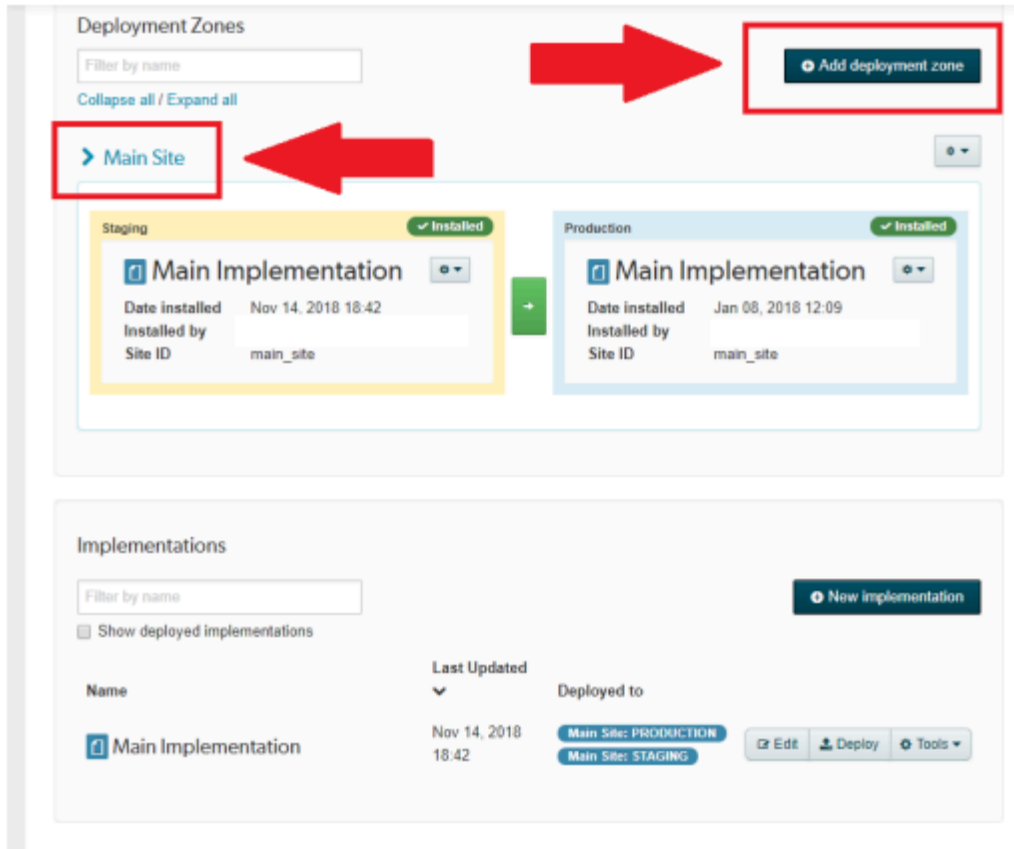 Deployment Zones
Filter by name
Add deployment zone
Collapse all / Expand all
Main Site
Staging
Installed
Main Implementation
Date installed Nov 14, 2018 18:42
Installed by
Site ID main_site
Production
Installed
Main Implementation
Date installed Jan 08, 2018 12:09
Installed by
Site ID main_site
Implementations
Filter by name
New implementation
Show deployed implementations
Name
Last Updated
Deployed to
Main Implementation
Nov 14, 2018
18:42
Main Site: PRODUCTION
Main Site: STAGING
Edit
Deploy
Tools